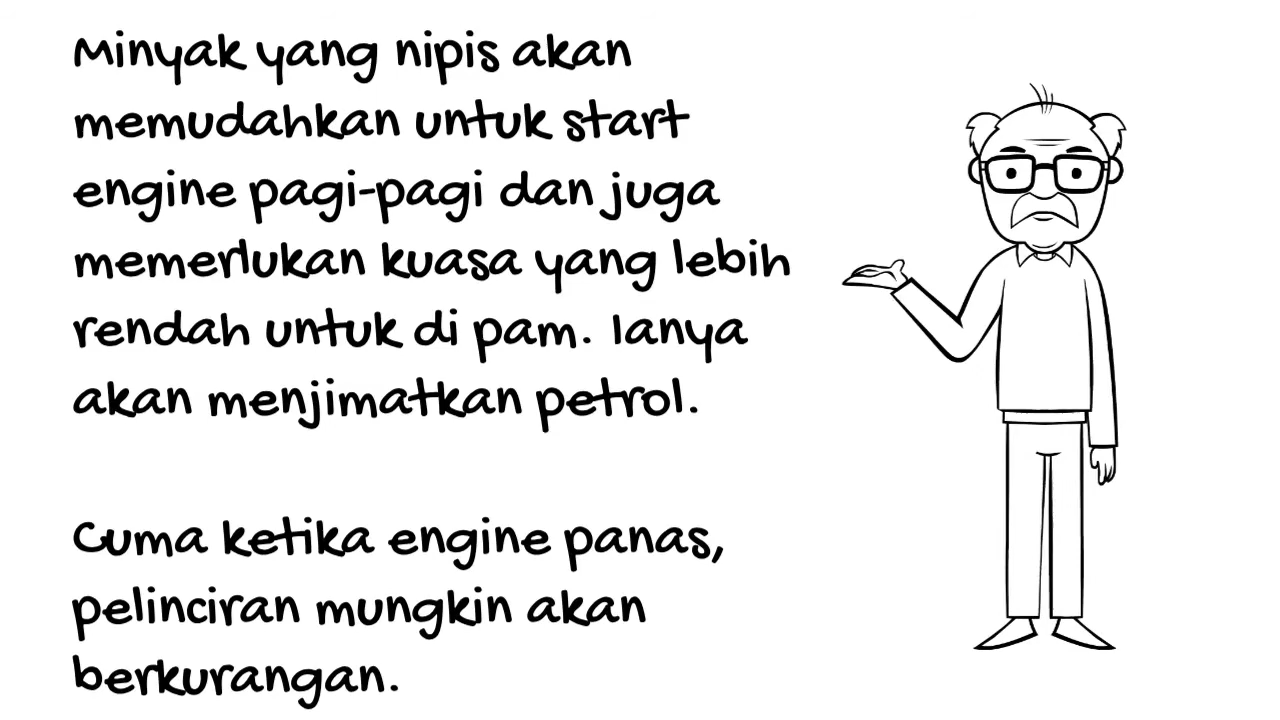 Minyak yang nipis akan
memudahkan untuk start
engine pagi-pagi dan juga
memerlukan kuasa yang lebih
rendah untuk di pam. Ianya
akan menjimatkan petrol.
Cuma ketika engine panas,
pelinciran mungkin akan
berkurangan.